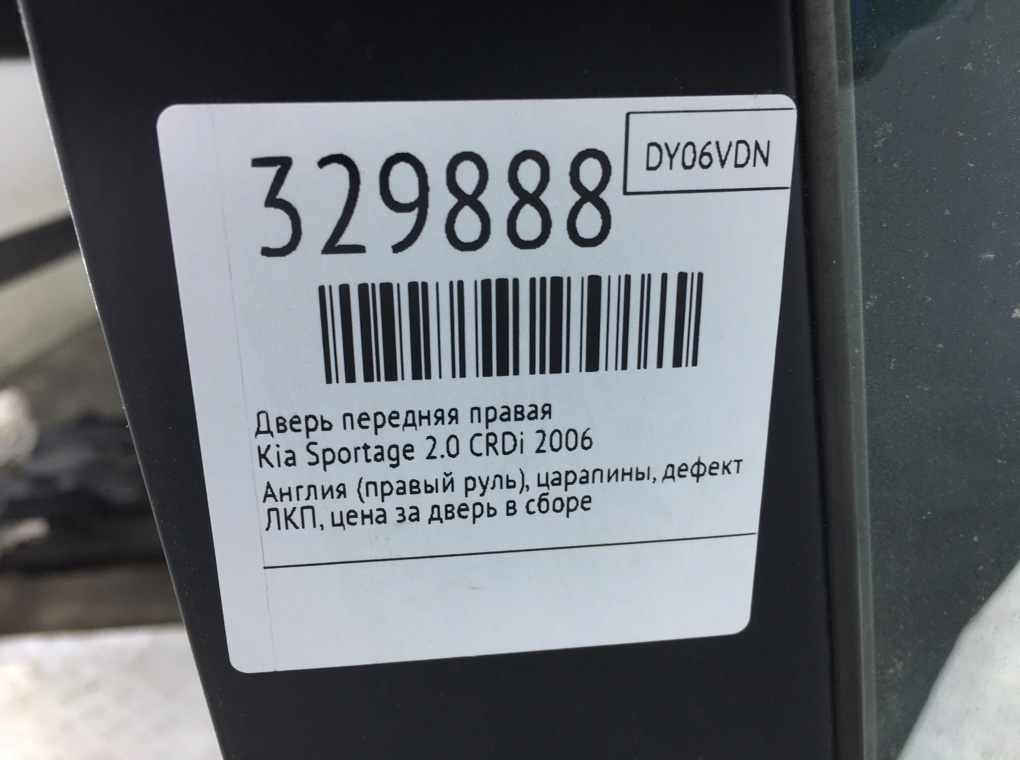 329888
DY06VDN
Дверь передняя правая
Kia Sportage 2.0 CRDi 2006
Англия (правый руль), царапины, дефект
ЛКП, цена за дверь в сборе